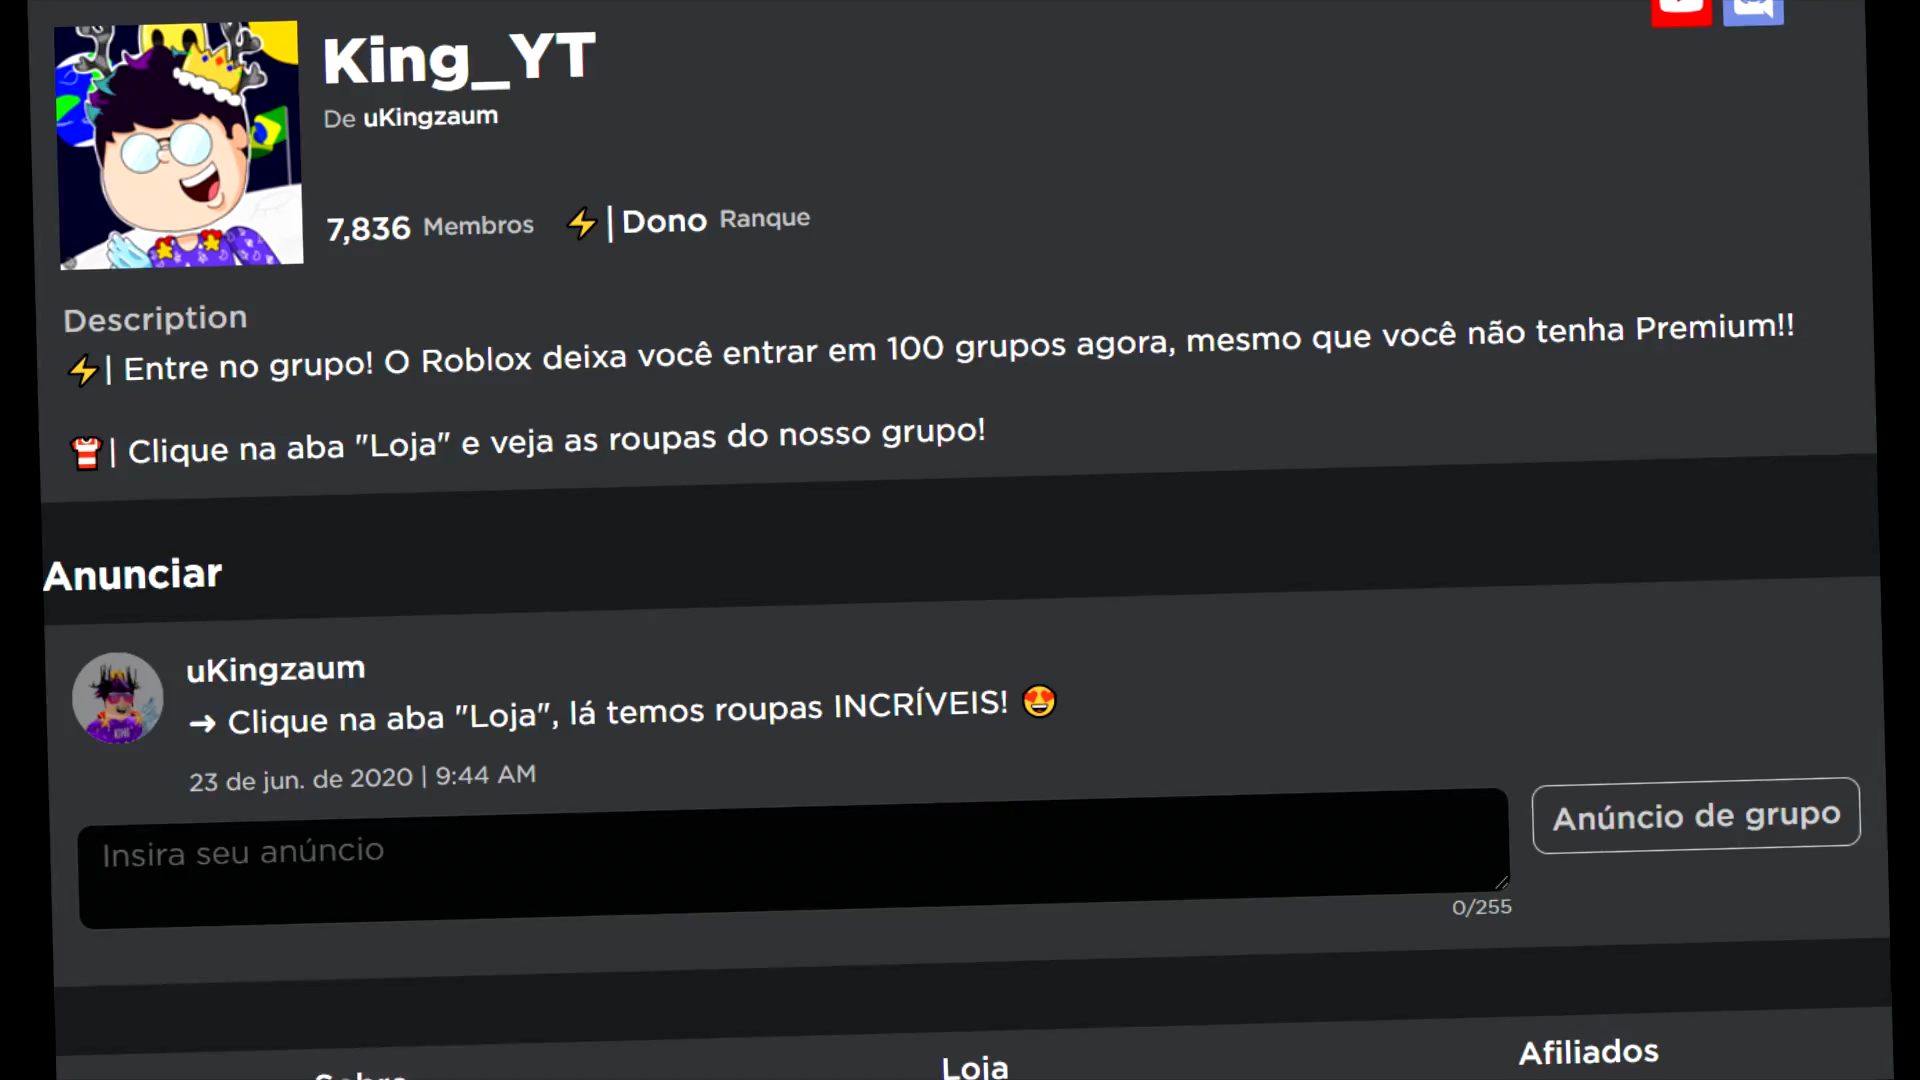 King_YT
De uKingzaum
7,836 Membros ⚡| Dono Ranque
Description
⚡| Entre no grupo! O Roblox deixa você entrar em 100 grupos agora, mesmo que você não tenha Premium!!
👕| Clique na aba "Loja" e veja as roupas do nosso grupo!
Anunciar
uKingzaum
➜ Clique na aba "Loja", lá temos roupas INCRÍVEIS! 😍
23 de jun. de 2020 | 9:44 AM
Insira seu anúncio
Anúncio de grupo
0/255
Sobre
Loja
Afiliados